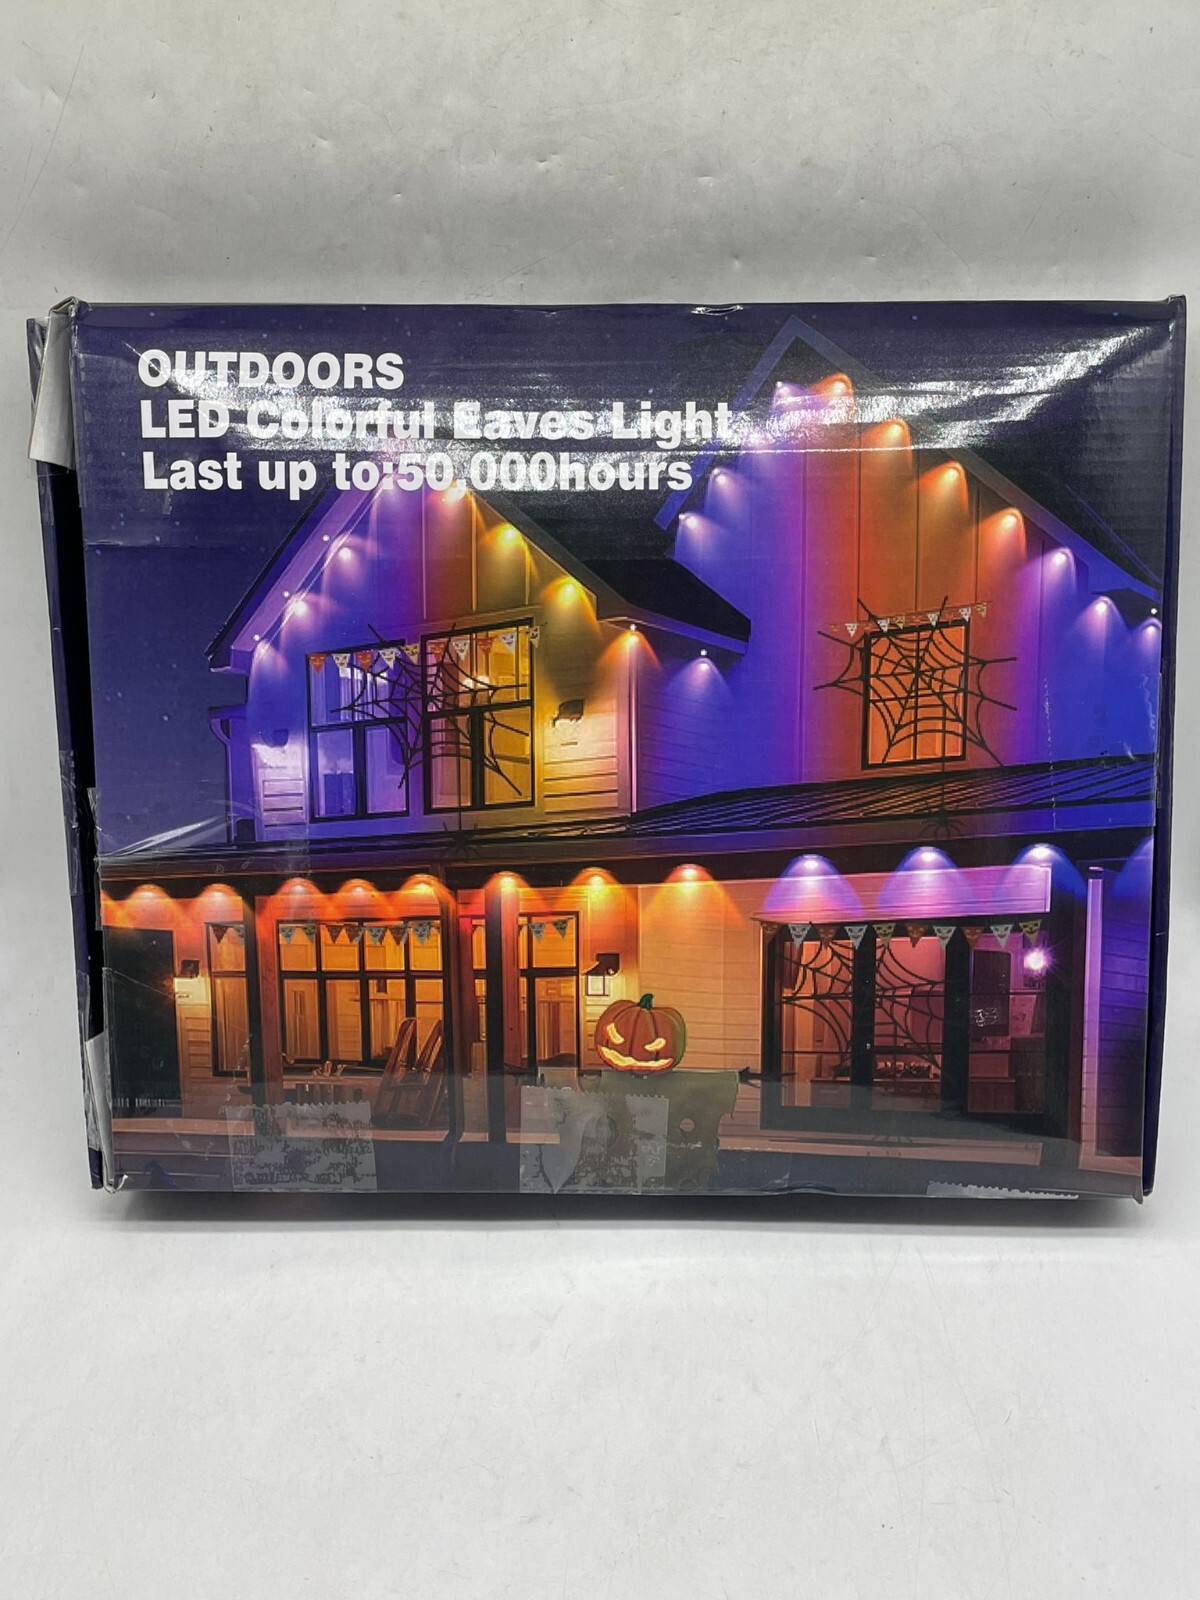 OUTDOORS
LED Colorful Eaves Light
Last up to:50,000hours